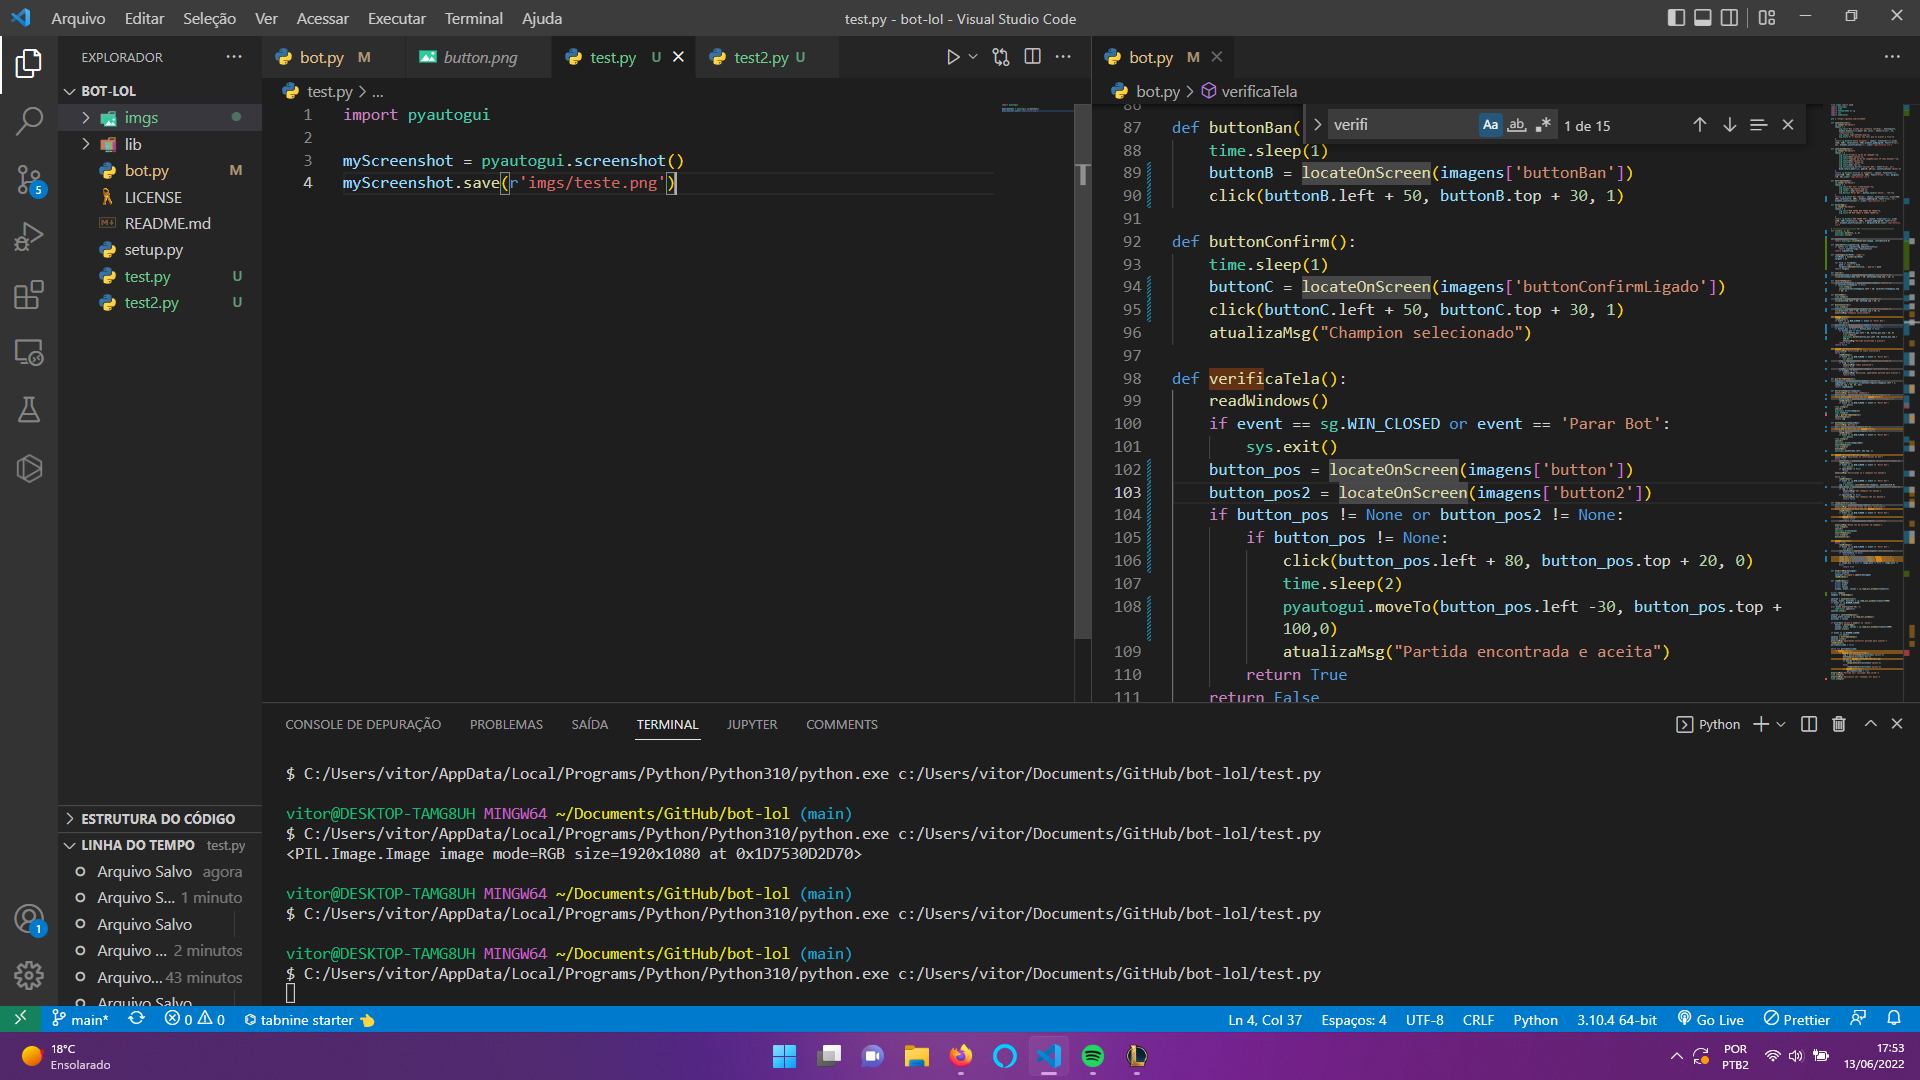 Arquivo Editar Seleção Ver Acessar Executar Terminal Ajuda
test.py - bot-lol - Visual Studio Code
EXPLORADOR
BOT-LOL
imgs
lib
bot.py M
LICENSE
README.md
setup.py
test.py U
test2.py U
ESTRUTURA DO CÓDIGO
LINHA DO TEMPO test.py
Arquivo Salvo agora
Arquivo S... 1 minuto
Arquivo Salvo
Arquivo ... 2 minutos
Arquivo... 43 minutos
Arquivo Salvo
5
1
bot.py M button.png test.py U test2.py U
test.py > ...
1 import pyautogui
2
3 myScreenshot = pyautogui.screenshot()
4 myScreenshot.save(r'imgs/teste.png')
bot.py M
bot.py > verificaTela
verifi Aa ab 1 de 15
86
87 def buttonBan(
88 time.sleep(1)
89 buttonB = locateOnScreen(imagens['buttonBan'])
90 click(buttonB.left + 50, buttonB.top + 30, 1)
91
92 def buttonConfirm():
93 time.sleep(1)
94 buttonC = locateOnScreen(imagens['buttonConfirmLigado'])
95 click(buttonC.left + 50, buttonC.top + 30, 1)
96 atualizaMsg("Champion selecionado")
97
98 def verificaTela():
99 readWindows()
100 if event == sg.WIN_CLOSED or event == 'Parar Bot':
101 sys.exit()
102 button_pos = locateOnScreen(imagens['button'])
103 button_pos2 = locateOnScreen(imagens['button2'])
104 if button_pos != None or button_pos2 != None:
105 if button_pos != None:
106 click(button_pos.left + 80, button_pos.top + 20, 0)
107 time.sleep(2)
108 pyautogui.moveTo(button_pos.left -30, button_pos.top +
100,0)
109 atualizaMsg("Partida encontrada e aceita")
110 return True
111 return False
CONSOLE DE DEPURAÇÃO PROBLEMAS SAÍDA TERMINAL JUPYTER COMMENTS
Python
$ C:/Users/vitor/AppData/Local/Programs/Python/Python310/python.exe c:/Users/vitor/Documents/GitHub/bot-lol/test.py
vitor@DESKTOP-TAMG8UH MINGW64 ~/Documents/GitHub/bot-lol (main)
$ C:/Users/vitor/AppData/Local/Programs/Python/Python310/python.exe c:/Users/vitor/Documents/GitHub/bot-lol/test.py
<PIL.Image.Image image mode=RGB size=1920x1080 at 0x1D7530D2D70>
vitor@DESKTOP-TAMG8UH MINGW64 ~/Documents/GitHub/bot-lol (main)
$ C:/Users/vitor/AppData/Local/Programs/Python/Python310/python.exe c:/Users/vitor/Documents/GitHub/bot-lol/test.py
vitor@DESKTOP-TAMG8UH MINGW64 ~/Documents/GitHub/bot-lol (main)
$ C:/Users/vitor/AppData/Local/Programs/Python/Python310/python.exe c:/Users/vitor/Documents/GitHub/bot-lol/test.py
main* 0 0 tabnine starter
Ln 4, Col 37 Espaços: 4 UTF-8 CRLF Python 3.10.4 64-bit Go Live Prettier
18°C
Ensolarado
POR
PTB2
17:53
13/06/2022